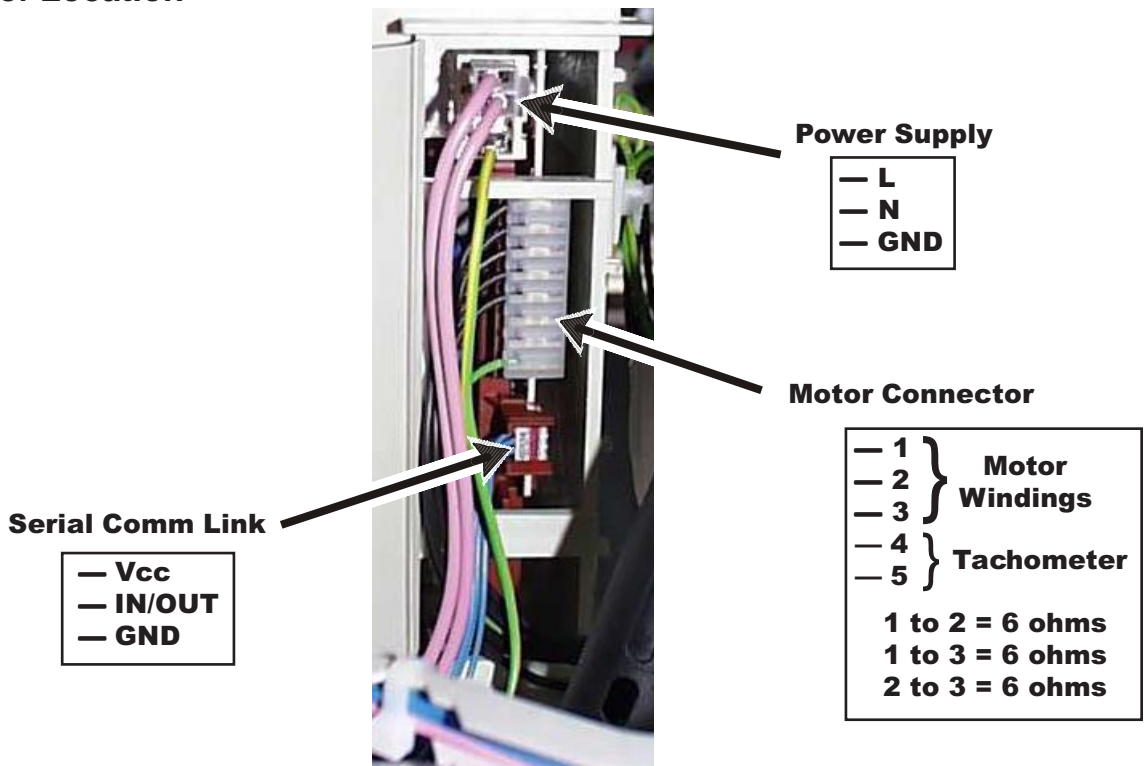 Power Supply
— L
— N
— GND
Motor Connector
— 1
— 2
— 3
Motor
Windings
— 4
— 5
Tachometer
1 to 2 = 6 ohms
1 to 3 = 6 ohms
2 to 3 = 6 ohms
Serial Comm Link
— Vcc
— IN/OUT
— GND